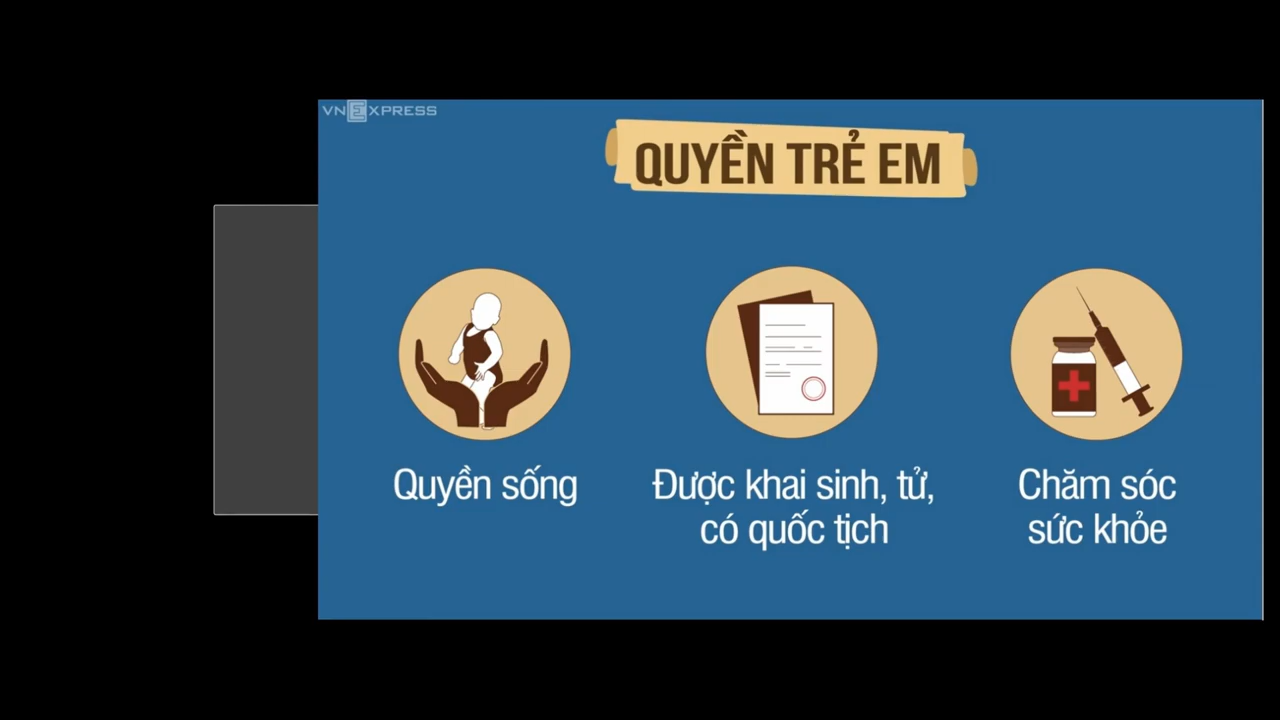 VNEXPRESS
QUYỀN TRẺ EM
Quyền sống
Được khai sinh, tử,
có quốc tịch
Chăm sóc
sức khỏe